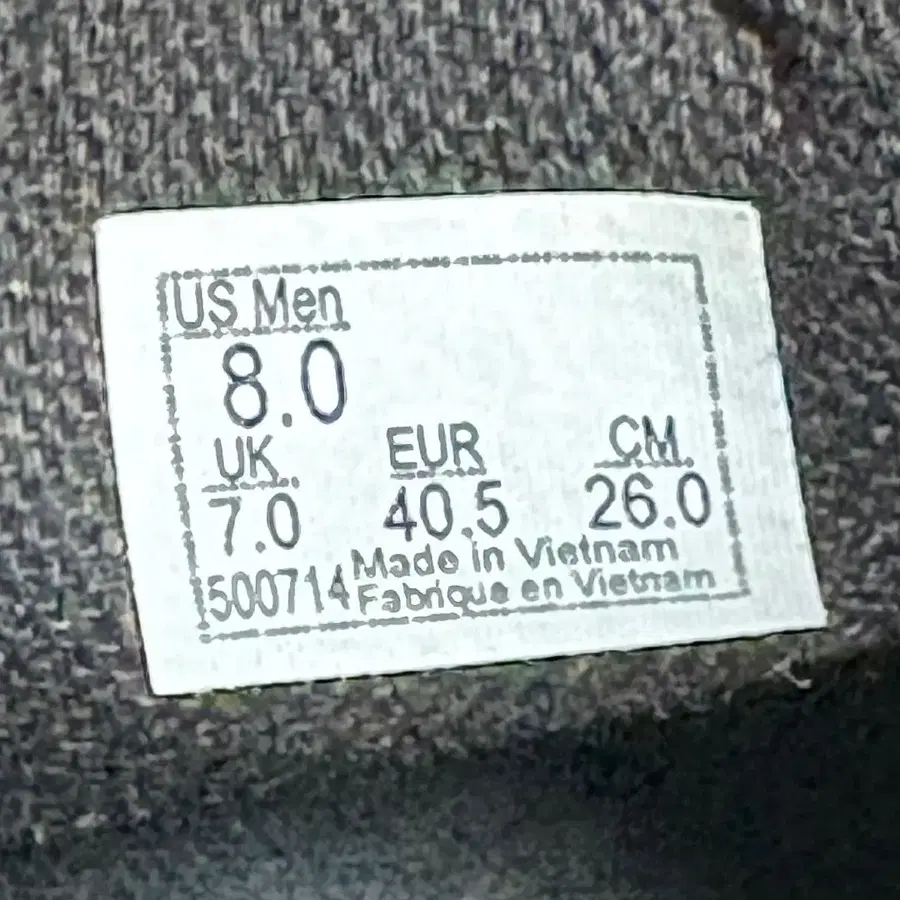 US Men
8.0
UK EUR CM.
7.0 40.5 26.0
500714 Made in Vietnam
Fabrique en Vietnam